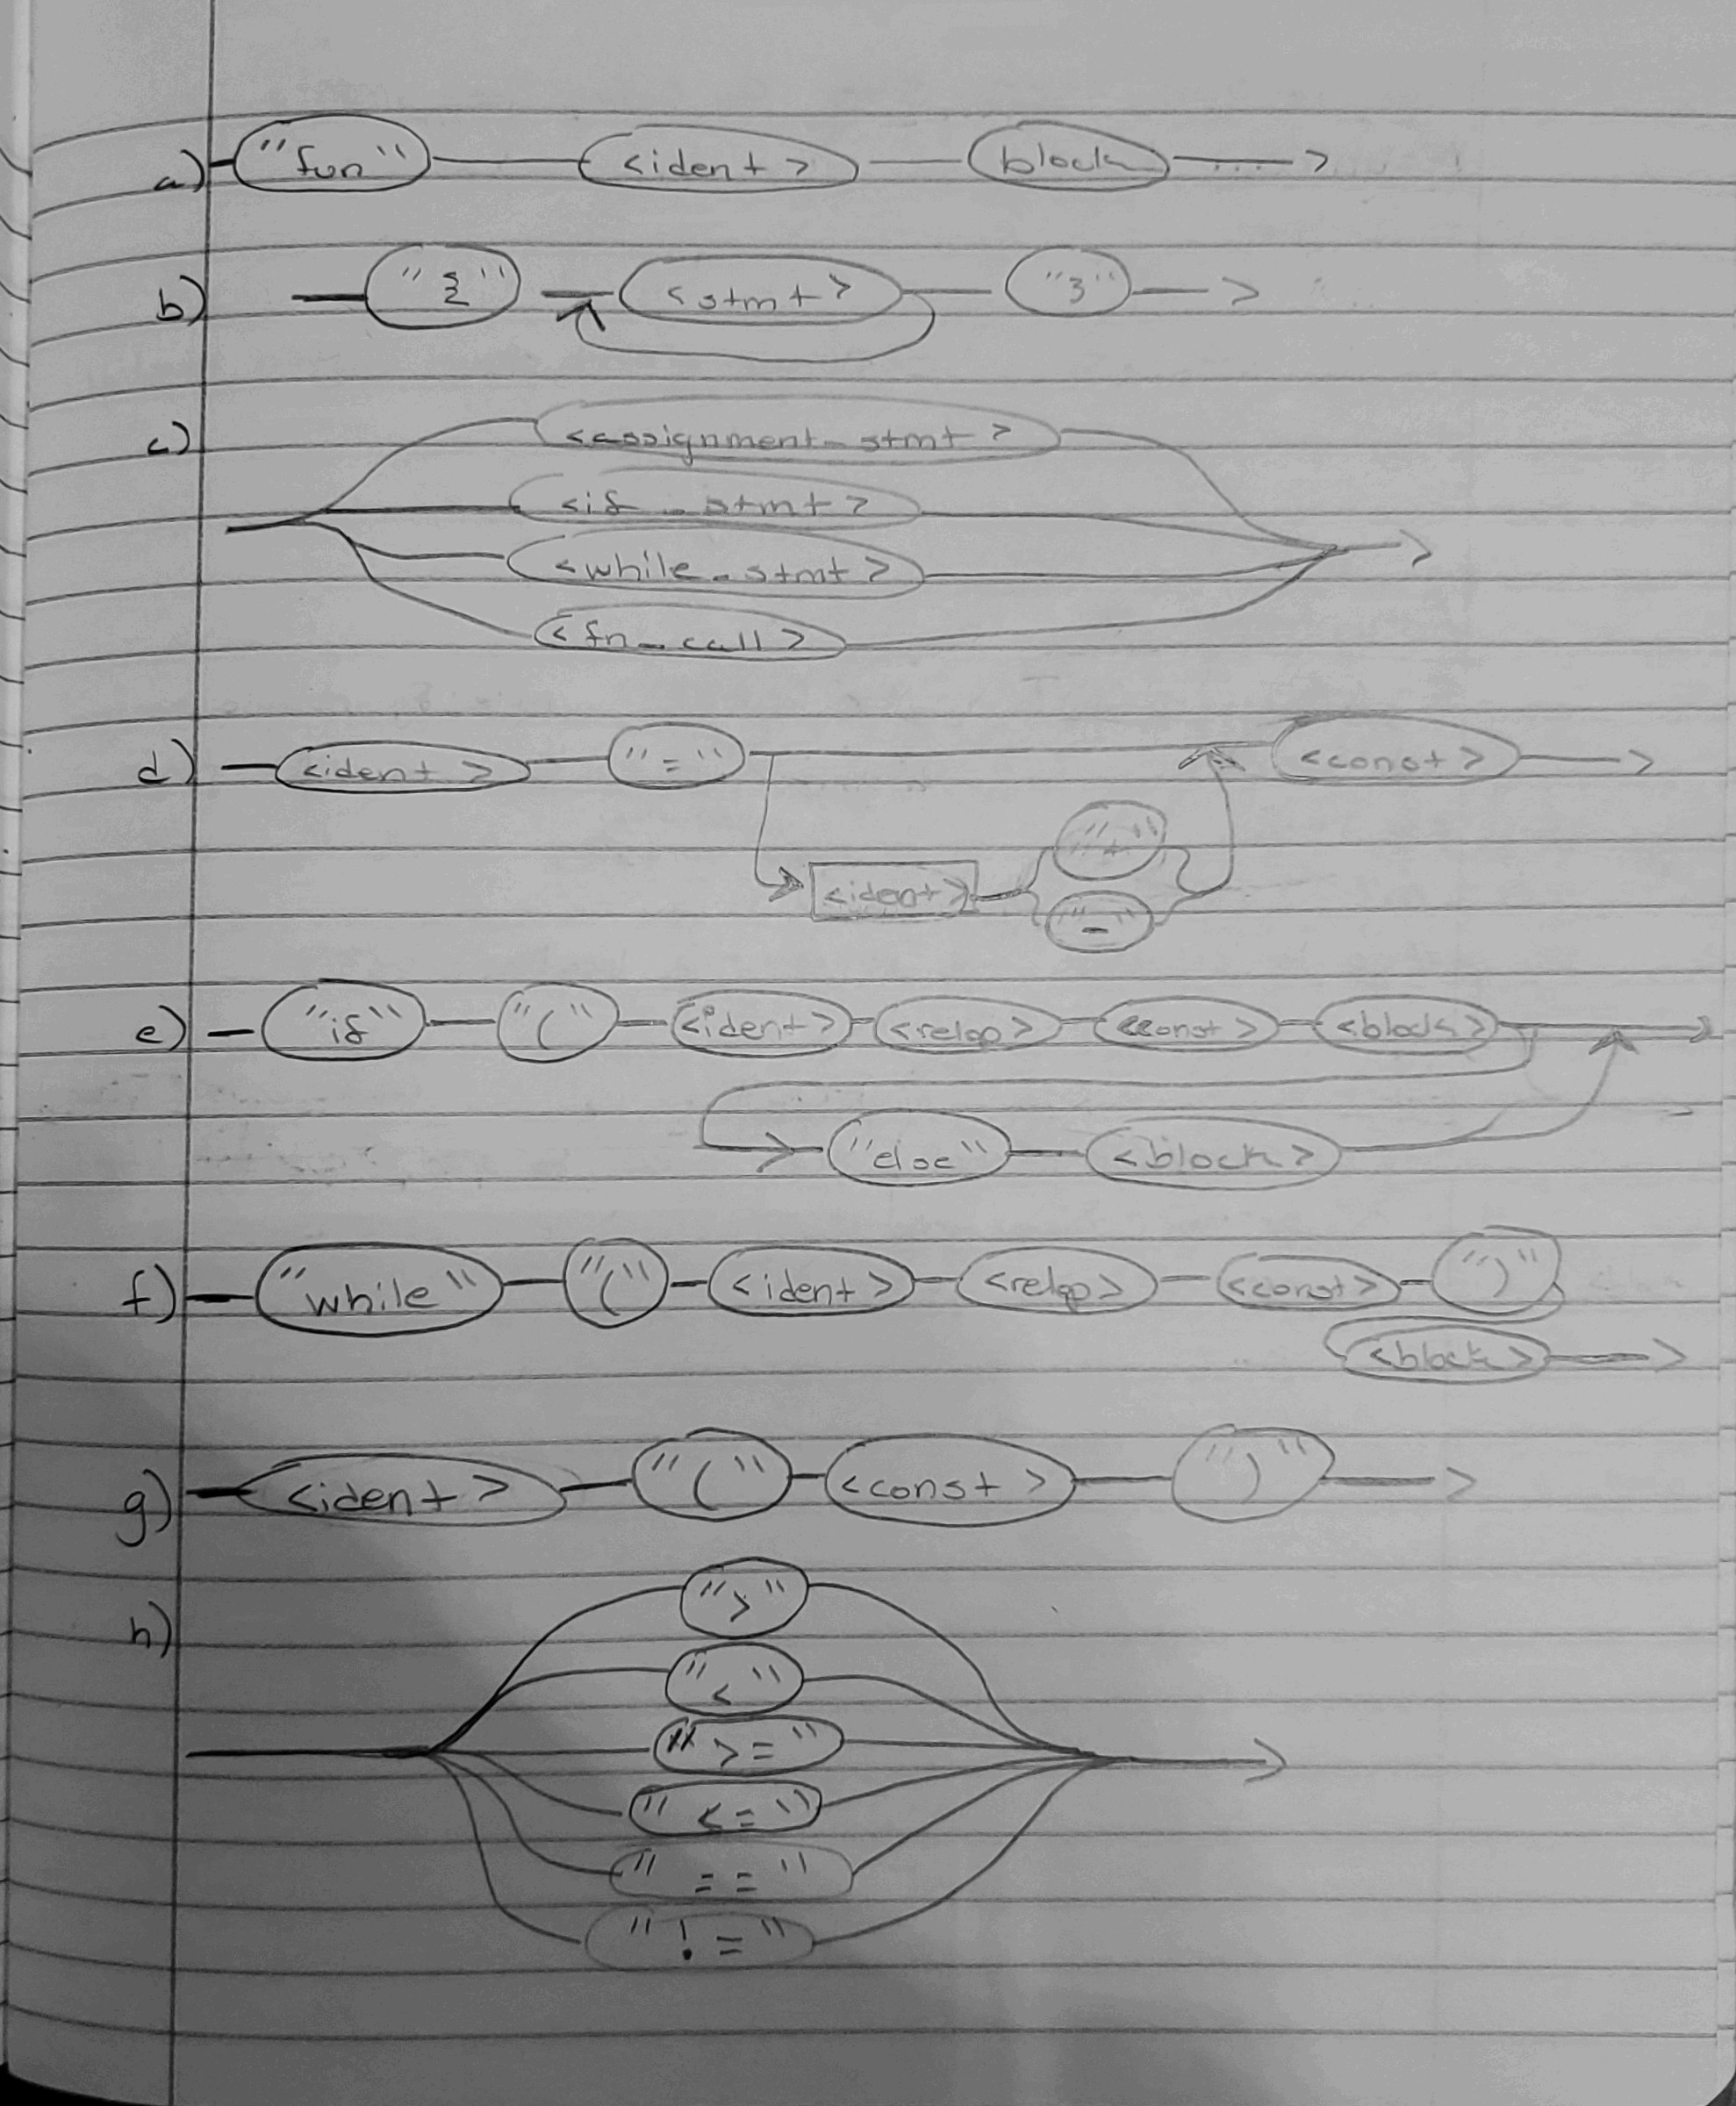 a) "fun" <ident> block
b) "{" <stmt> "}"
c) <assignment_stmt>
<if_stmt>
<while_stmt>
<fn_call>
d) <ident> "=" <const>
<ident> "+"
"-"
e) "if" "(" <ident> <relop> <const> <block>
"else" <block>
f) "while" "(" <ident> <relop> <const> ")"
<block>
g) <ident> "(" <const> ")"
h) ">"
"<"
">="
"<="
"=="
"!="